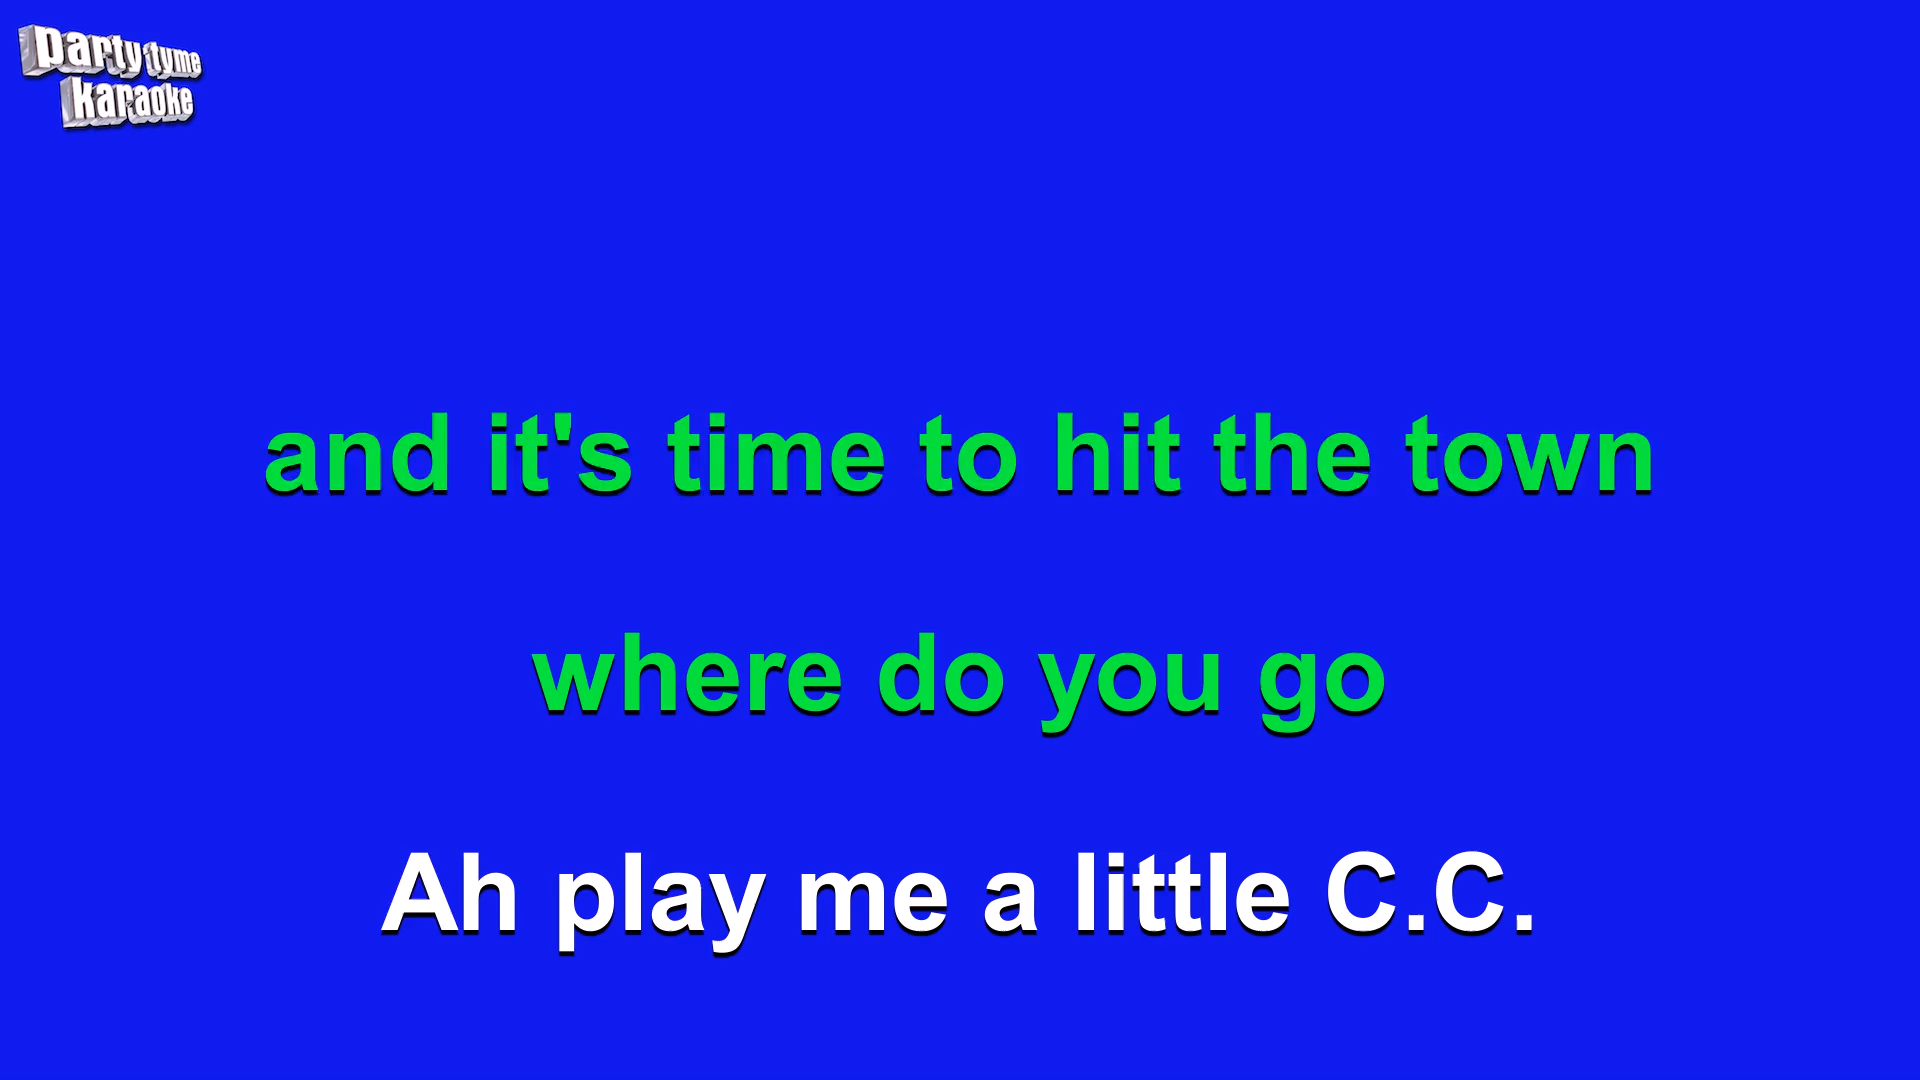 party tyme
karaoke
and it's time to hit the town
where do you go
Ah play me a little C.C.